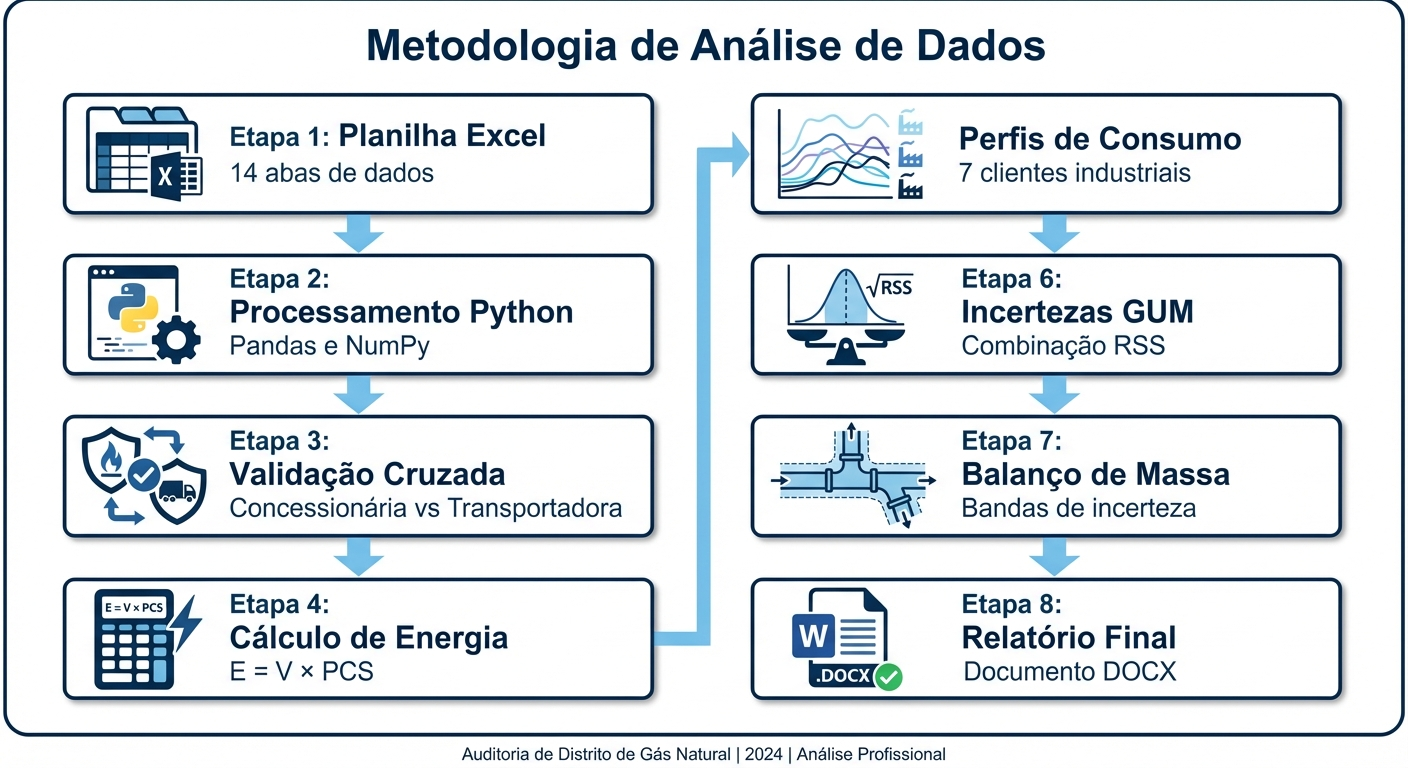 Metodologia de Análise de Dados
Etapa 1: Planilha Excel
14 abas de dados
X
Etapa 2:
Processamento Python
Pandas e NumPy
Etapa 3:
Validação Cruzada
Concessionária vs Transportadora
E = V × PCS
Etapa 4:
Cálculo de Energia
E = V × PCS
Perfis de Consumo
7 clientes industriais
√RSS
Etapa 6:
Incertezas GUM
Combinação RSS
Etapa 7:
Balanço de Massa
Bandas de incerteza
W
.DOCX
Etapa 8:
Relatório Final
Documento DOCX
Auditoria de Distrito de Gás Natural | 2024 | Análise Profissional